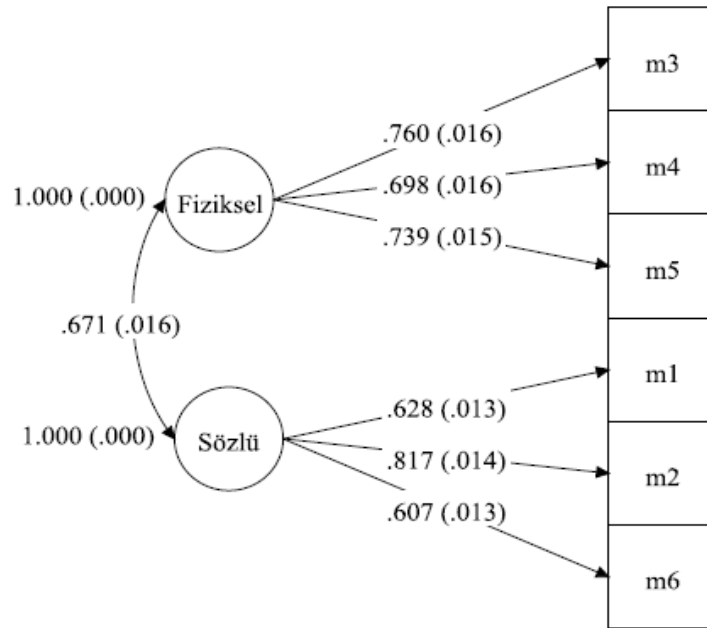 m3
.760 (.016)
m4
.698 (.016)
1.000 (.000)
Fiziksel
.739 (.015)
m5
.671 (.016)
m1
.628 (.013)
1.000 (.000)
Sözlü
.817 (.014)
m2
.607 (.013)
m6